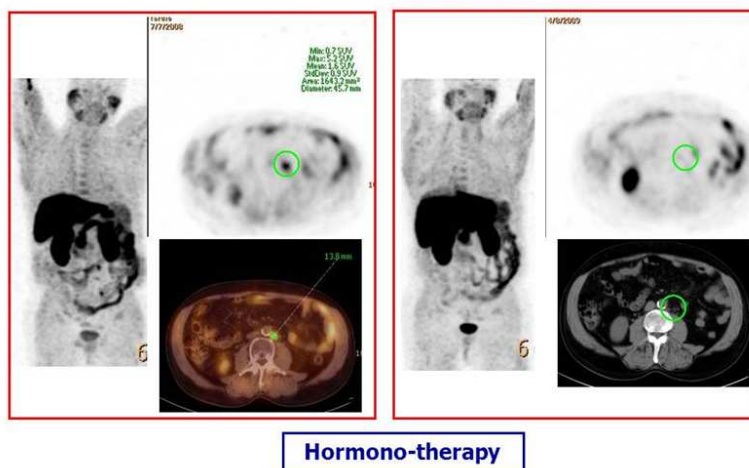 7/7/2008
Min: 0.7 SUV
Max: 5.2 SUV
Mean: 1.6 SUV
StdDev: 0.9 SUV
Area: 1643.2 mm²
Diameter: 45.7 mm
4/8/2009
13.8 mm
6
6
Hormono-therapy